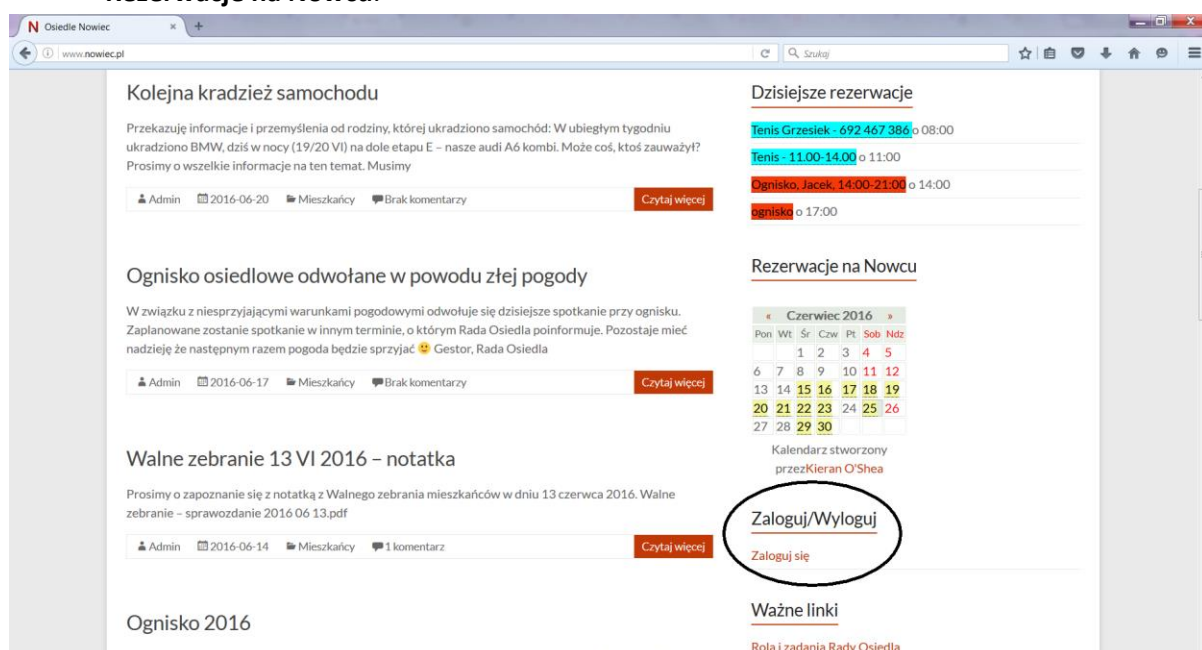 Rezerwacje na Nowcu.
Osiedle Nowiec
www.nowiec.pl
Szukaj
Kolejna kradzież samochodu
Przekazuję informacje i przemyślenia od rodziny, której ukradziono samochód: W ubiegłym tygodniu
ukradziono BMW, dziś w nocy (19/20 VI) na dole etapu E – nasze audi A6 kombi. Może coś, ktoś zauważył?
Prosimy o wszelkie informacje na ten temat. Musimy
Admin 2016-06-20 Mieszkańcy Brak komentarzy Czytaj więcej
Ognisko osiedlowe odwołane w powodu złej pogody
W związku z niesprzyjającymi warunkami pogodowymi odwołuje się dzisiejsze spotkanie przy ognisku.
Zaplanowane zostanie spotkanie w innym terminie, o którym Rada Osiedla poinformuje. Pozostaje mieć
nadzieję że następnym razem pogoda będzie sprzyjać 🙂 Gestor, Rada Osiedla
Admin 2016-06-17 Mieszkańcy Brak komentarzy Czytaj więcej
Walne zebranie 13 VI 2016 – notatka
Prosimy o zapoznanie się z notatką z Walnego zebrania mieszkańców w dniu 13 czerwca 2016. Walne
zebranie – sprawozdanie 2016 06 13.pdf
Admin 2016-06-14 Mieszkańcy 1 komentarz Czytaj więcej
Ognisko 2016
Dzisiejsze rezerwacje
Tenis Grzesiek - 692 467 386 o 08:00
Tenis - 11.00-14.00 o 11:00
Ognisko, Jacek, 14:00-21:00 o 14:00
ognisko o 17:00
Rezerwacje na Nowcu
« Czerwiec 2016 »
Pon Wt Śr Czw Pt Sob Ndz
1 2 3 4 5
6 7 8 9 10 11 12
13 14 15 16 17 18 19
20 21 22 23 24 25 26
27 28 29 30
Kalendarz stworzony
przezKieran O'Shea
Zaloguj/Wyloguj
Zaloguj się
Ważne linki
Rola i zadania Rady Osiedla